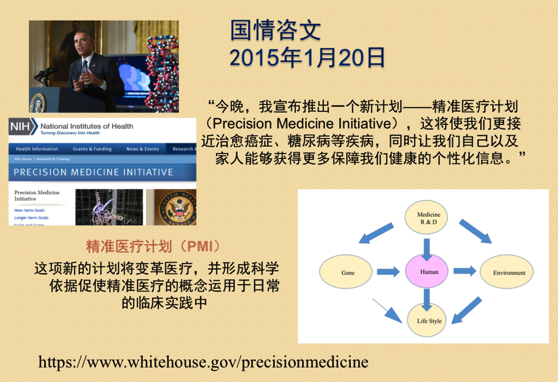 国情咨文
2015年1月20日
“今晚，我宣布推出一个新计划——精准医疗计划
（Precision Medicine Initiative），这将使我们更接
近治愈癌症、糖尿病等疾病，同时让我们自己以及
家人能够获得更多保障我们健康的个性化信息。”
NIH National Institutes of Health
Turning Discovery Into Health
Health Information Grants & Funding News & Events Research
PRECISION MEDICINE INITIATIVE
Precision Medicine
Initiative
Near-term Goals
Longer-term Goals
精准医疗计划（PMI）
这项新的计划将变革医疗，并形成科学
依据促使精准医疗的概念运用于日常
的临床实践中
Medicine
R & D
Gene
Human
Environment
Life Style
https://www.whitehouse.gov/precisionmedicine